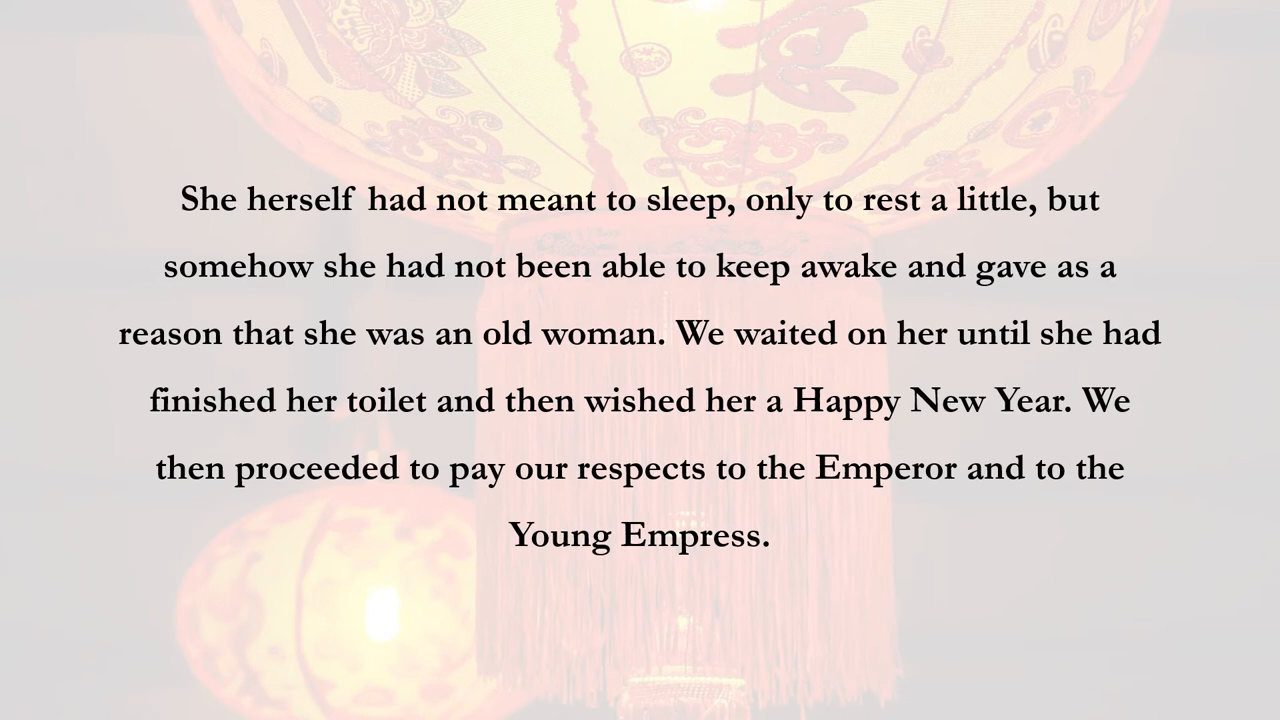 She herself had not meant to sleep, only to rest a little, but
somehow she had not been able to keep awake and gave as a
reason that she was an old woman. We waited on her until she had
finished her toilet and then wished her a Happy New Year. We
then proceeded to pay our respects to the Emperor and to the
Young Empress.